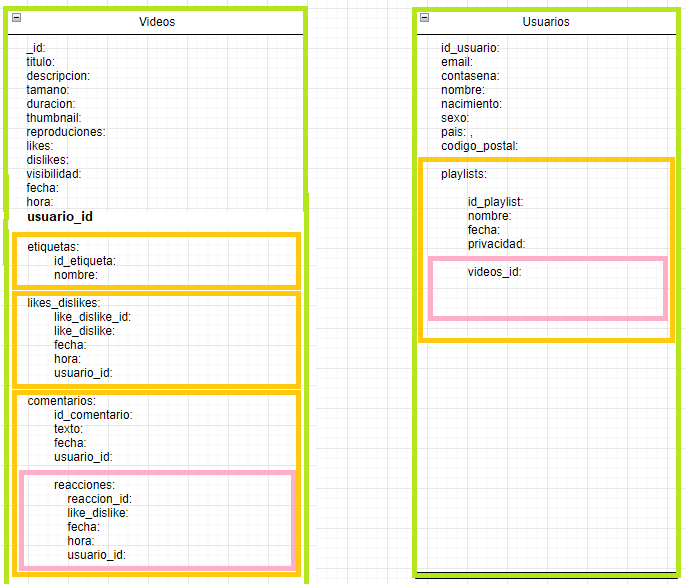 Videos
_id:
titulo:
descripcion:
tamano:
duracion:
thumbnail:
reproduciones:
likes:
dislikes:
visibilidad:
fecha:
hora:
usuario_id
etiquetas:
id_etiqueta:
nombre:
likes_dislikes:
like_dislike_id:
like_dislike:
fecha:
hora:
usuario_id:
comentarios:
id_comentario:
texto:
fecha:
usuario_id:
reacciones:
reaccion_id:
like_dislike:
fecha:
hora:
usuario_id:
Usuarios
id_usuario:
email:
contasena:
nombre:
nacimiento:
sexo:
pais: ,
codigo_postal:
playlists:
id_playlist:
nombre:
fecha:
privacidad:
videos_id: